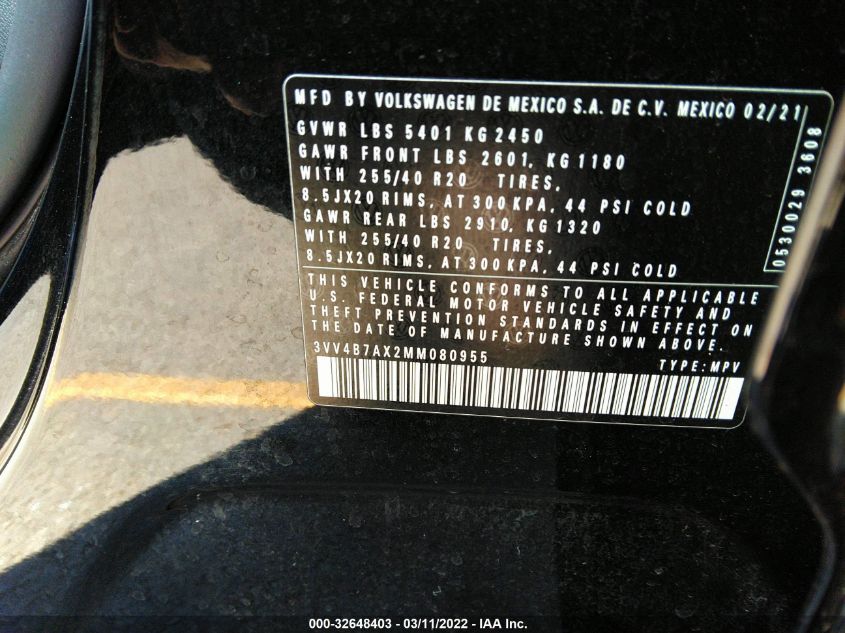 MFD BY VOLKSWAGEN DE MEXICO S.A. DE C.V. MEXICO 02/21
GVWR LBS 5401 KG 2450
GAWR FRONT LBS 2601, KG 1180
WITH 255/40 R20 TIRES,
8.5JX20 RIMS, AT 300 KPA, 44 PSI COLD
GAWR REAR LBS 2910, KG 1320
WITH 255/40 R20 TIRES,
8.5JX20 RIMS, AT 300 KPA, 44 PSI COLD
0530029 3608
THIS VEHICLE CONFORMS TO ALL APPLICABLE
U.S. FEDERAL MOTOR VEHICLE SAFETY AND
THEFT PREVENTION STANDARDS IN EFFECT ON
THE DATE OF MANUFACTURE SHOWN ABOVE.
3VV4B7AX2MM080955 TYPE: MPV
000-32648403 - 03/11/2022 - IAA Inc.